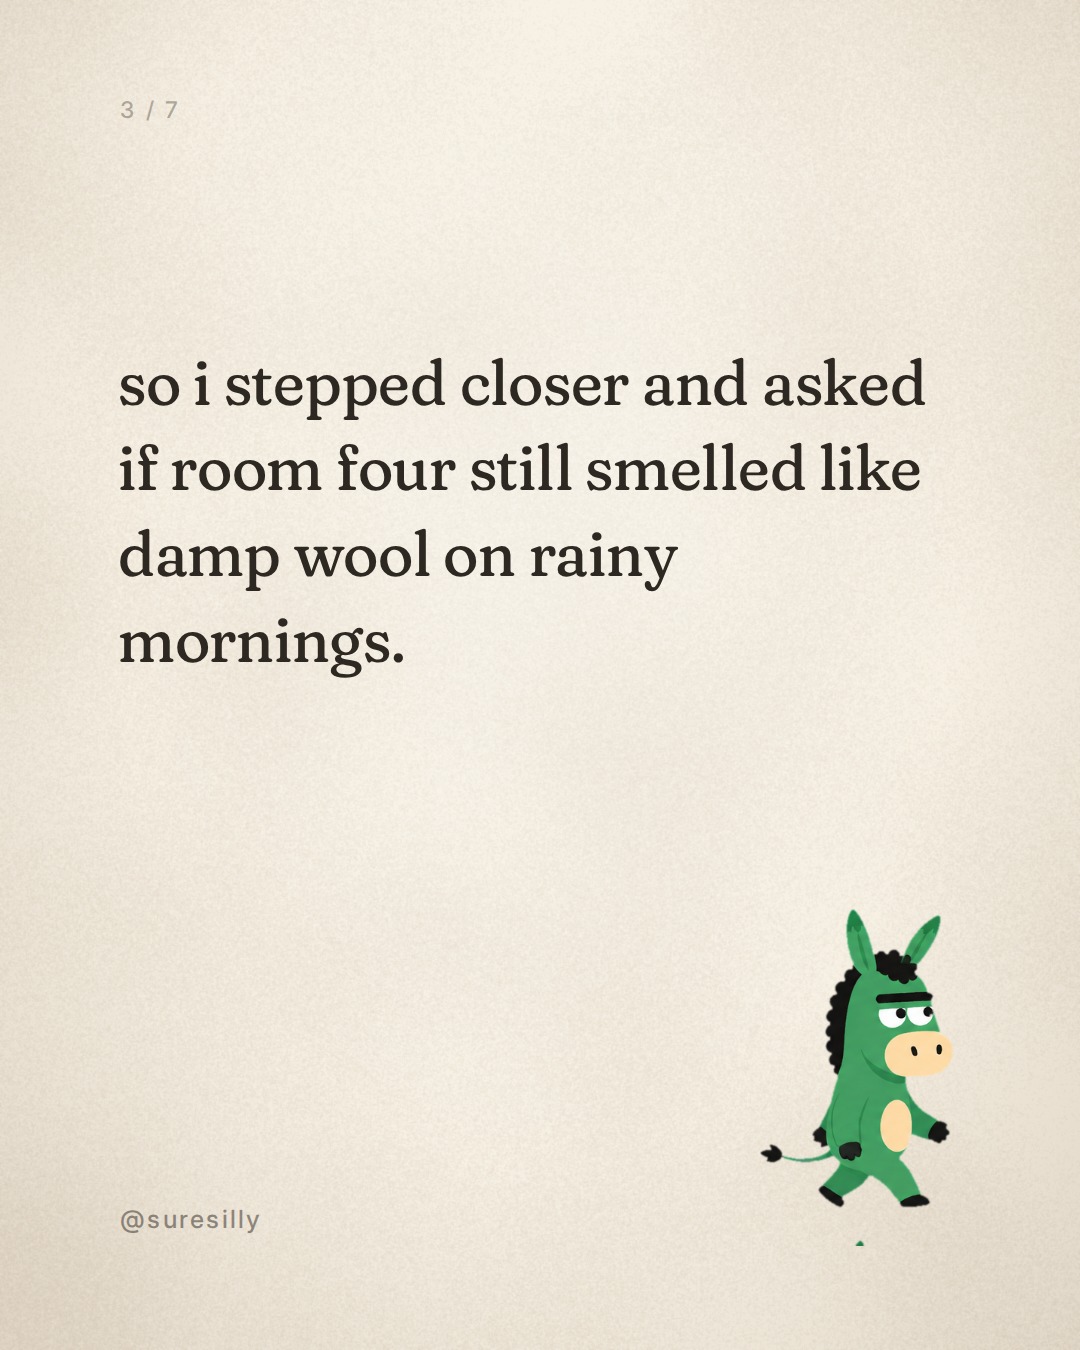 3 / 7
so i stepped closer and asked
if room four still smelled like
damp wool on rainy
mornings.
@suresilly